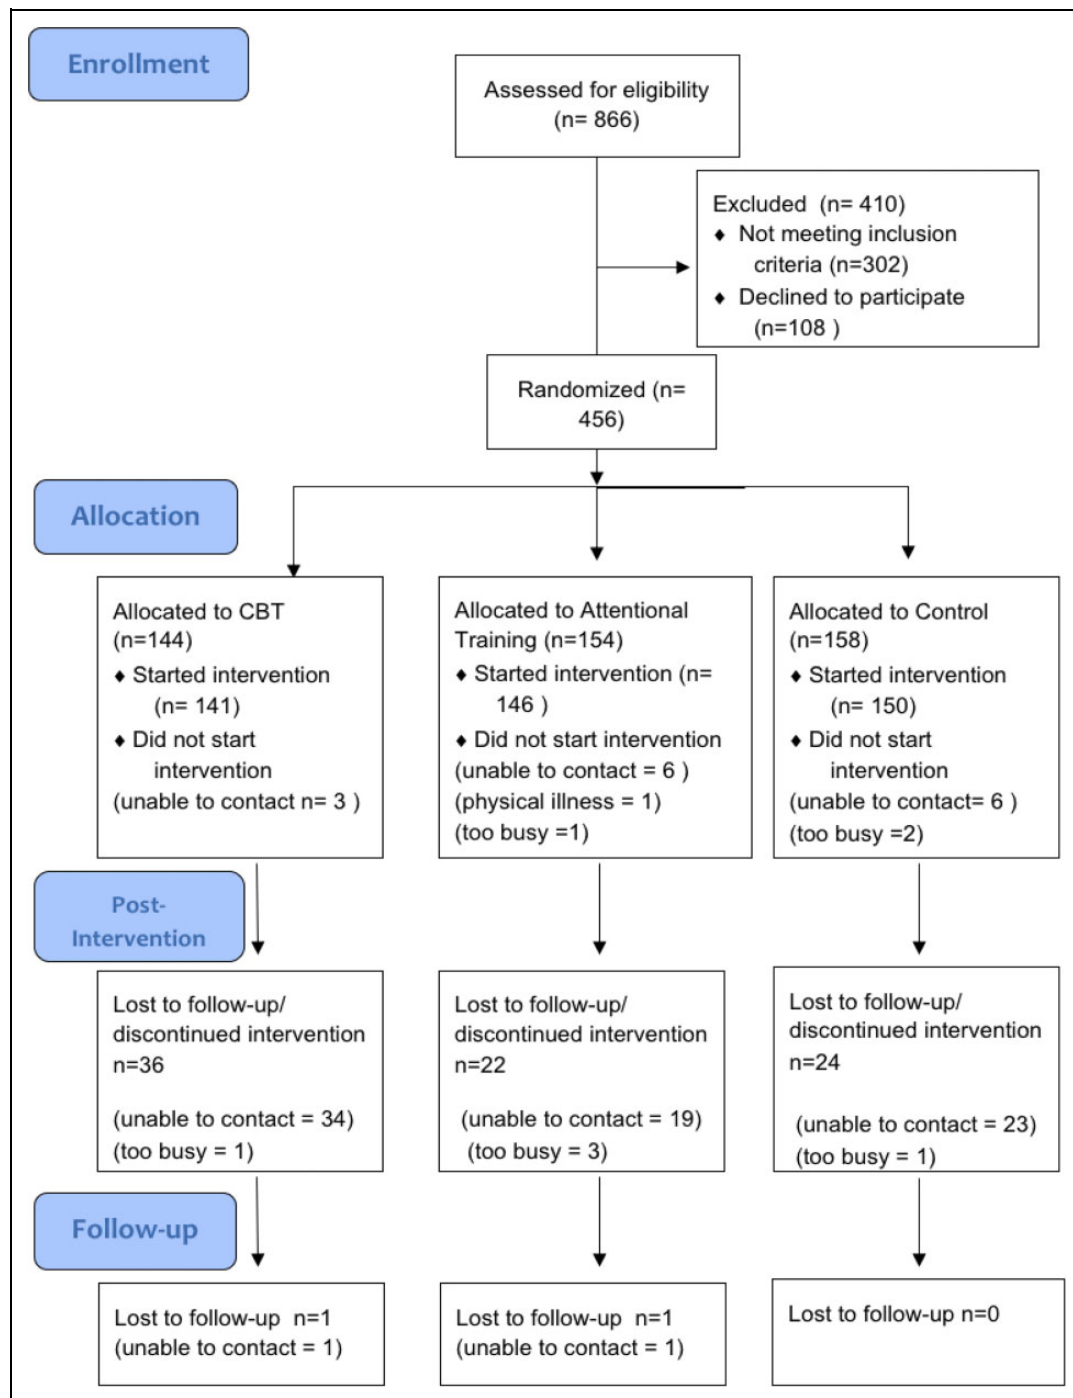 Enrollment
Assessed for eligibility
(n= 866)
Excluded (n= 410)
♦ Not meeting inclusion
criteria (n=302)
♦ Declined to participate
(n=108 )
Randomized (n=
456)
Allocation
Allocated to CBT
(n=144)
♦ Started intervention
(n= 141)
♦ Did not start
intervention
(unable to contact n= 3 )
Allocated to Attentional
Training (n=154)
♦ Started intervention (n=
146 )
♦ Did not start intervention
(unable to contact = 6 )
(physical illness = 1)
(too busy =1)
Allocated to Control
(n=158)
♦ Started intervention
(n= 150)
♦ Did not start
intervention
(unable to contact= 6 )
(too busy =2)
Post-
Intervention
Lost to follow-up/
discontinued intervention
n=36
(unable to contact = 34)
(too busy = 1)
Lost to follow-up/
discontinued intervention
n=22
(unable to contact = 19)
(too busy = 3)
Lost to follow-up/
discontinued intervention
n=24
(unable to contact = 23)
(too busy = 1)
Follow-up
Lost to follow-up n=1
(unable to contact = 1)
Lost to follow-up n=1
(unable to contact = 1)
Lost to follow-up n=0